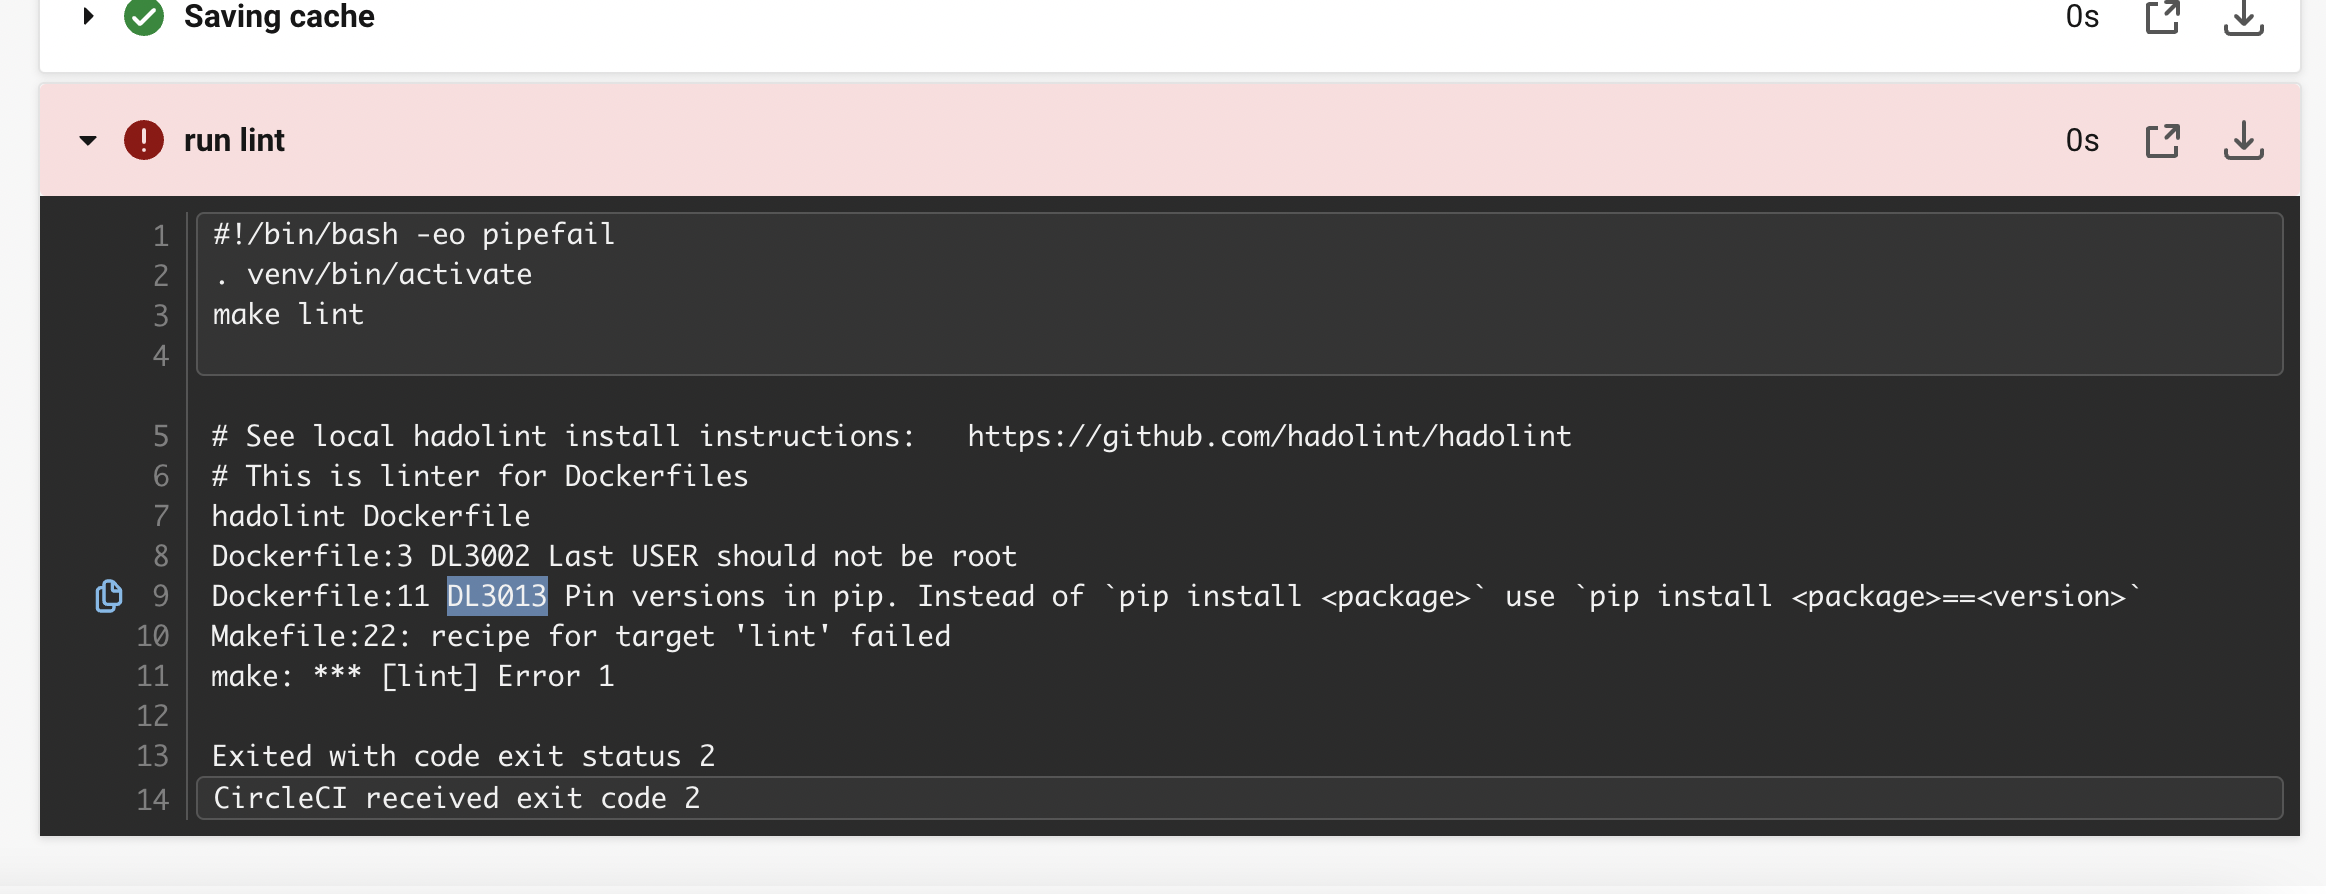 Saving cache
0s
run lint
0s
1 #!/bin/bash -eo pipefail
2 . venv/bin/activate
3 make lint
4
5 # See local hadolint install instructions:   https://github.com/hadolint/hadolint
6 # This is linter for Dockerfiles
7 hadolint Dockerfile
8 Dockerfile:3 DL3002 Last USER should not be root
9 Dockerfile:11 DL3013 Pin versions in pip. Instead of `pip install <package>` use `pip install <package>==<version>`
10 Makefile:22: recipe for target 'lint' failed
11 make: *** [lint] Error 1
12
13 Exited with code exit status 2
14 CircleCI received exit code 2